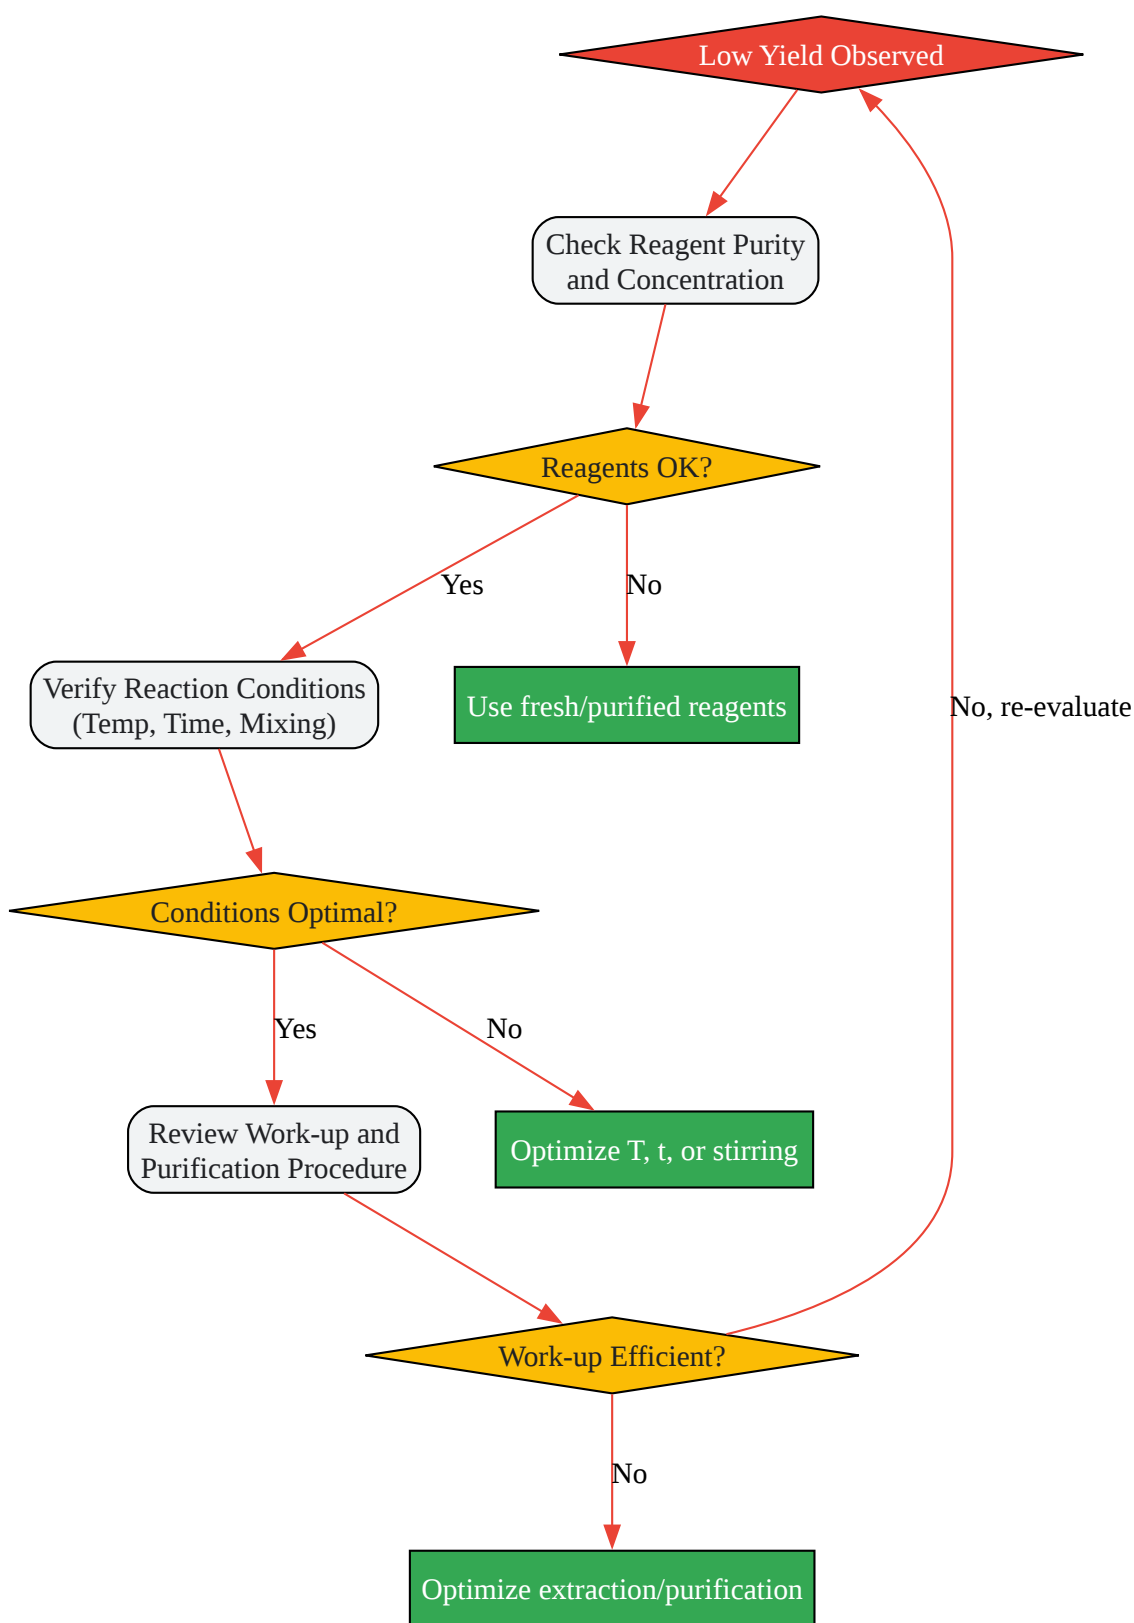 Low Yield Observed
Check Reagent Purity
and Concentration
Reagents OK?
Yes
No
Verify Reaction Conditions
(Temp, Time, Mixing)
Use fresh/purified reagents
No, re-evaluate
Conditions Optimal?
Yes
No
Review Work-up and
Purification Procedure
Optimize T, t, or stirring
Work-up Efficient?
No
Optimize extraction/purification